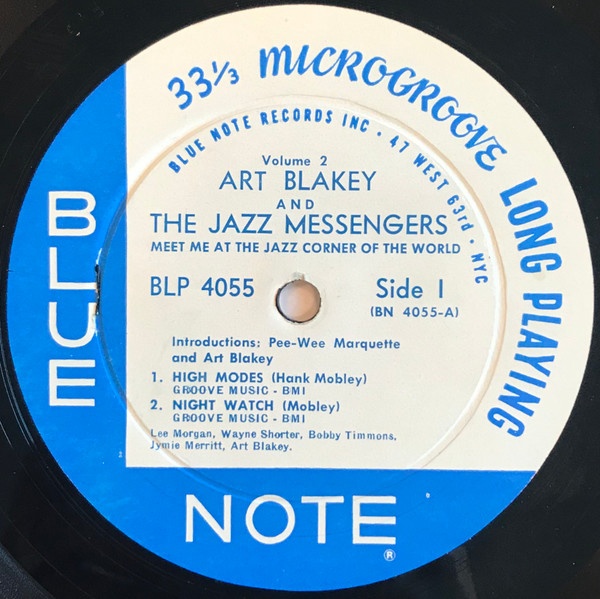 33⅓ MICROGROOVE LONG PLAYING
BLUE NOTE RECORDS INC • 47 WEST 63rd • NYC
Volume 2
ART BLAKEY
AND
THE JAZZ MESSENGERS
MEET ME AT THE JAZZ CORNER OF THE WORLD
BLP 4055 Side 1
(BN 4055-A)
Introductions: Pee-Wee Marquette
and Art Blakey
1. HIGH MODES (Hank Mobley)
GROOVE MUSIC - BMI
2. NIGHT WATCH (Mobley)
GROOVE MUSIC - BMI
Lee Morgan, Wayne Shorter, Bobby Timmons,
Jymie Merritt, Art Blakey.
BLUE
NOTE ®